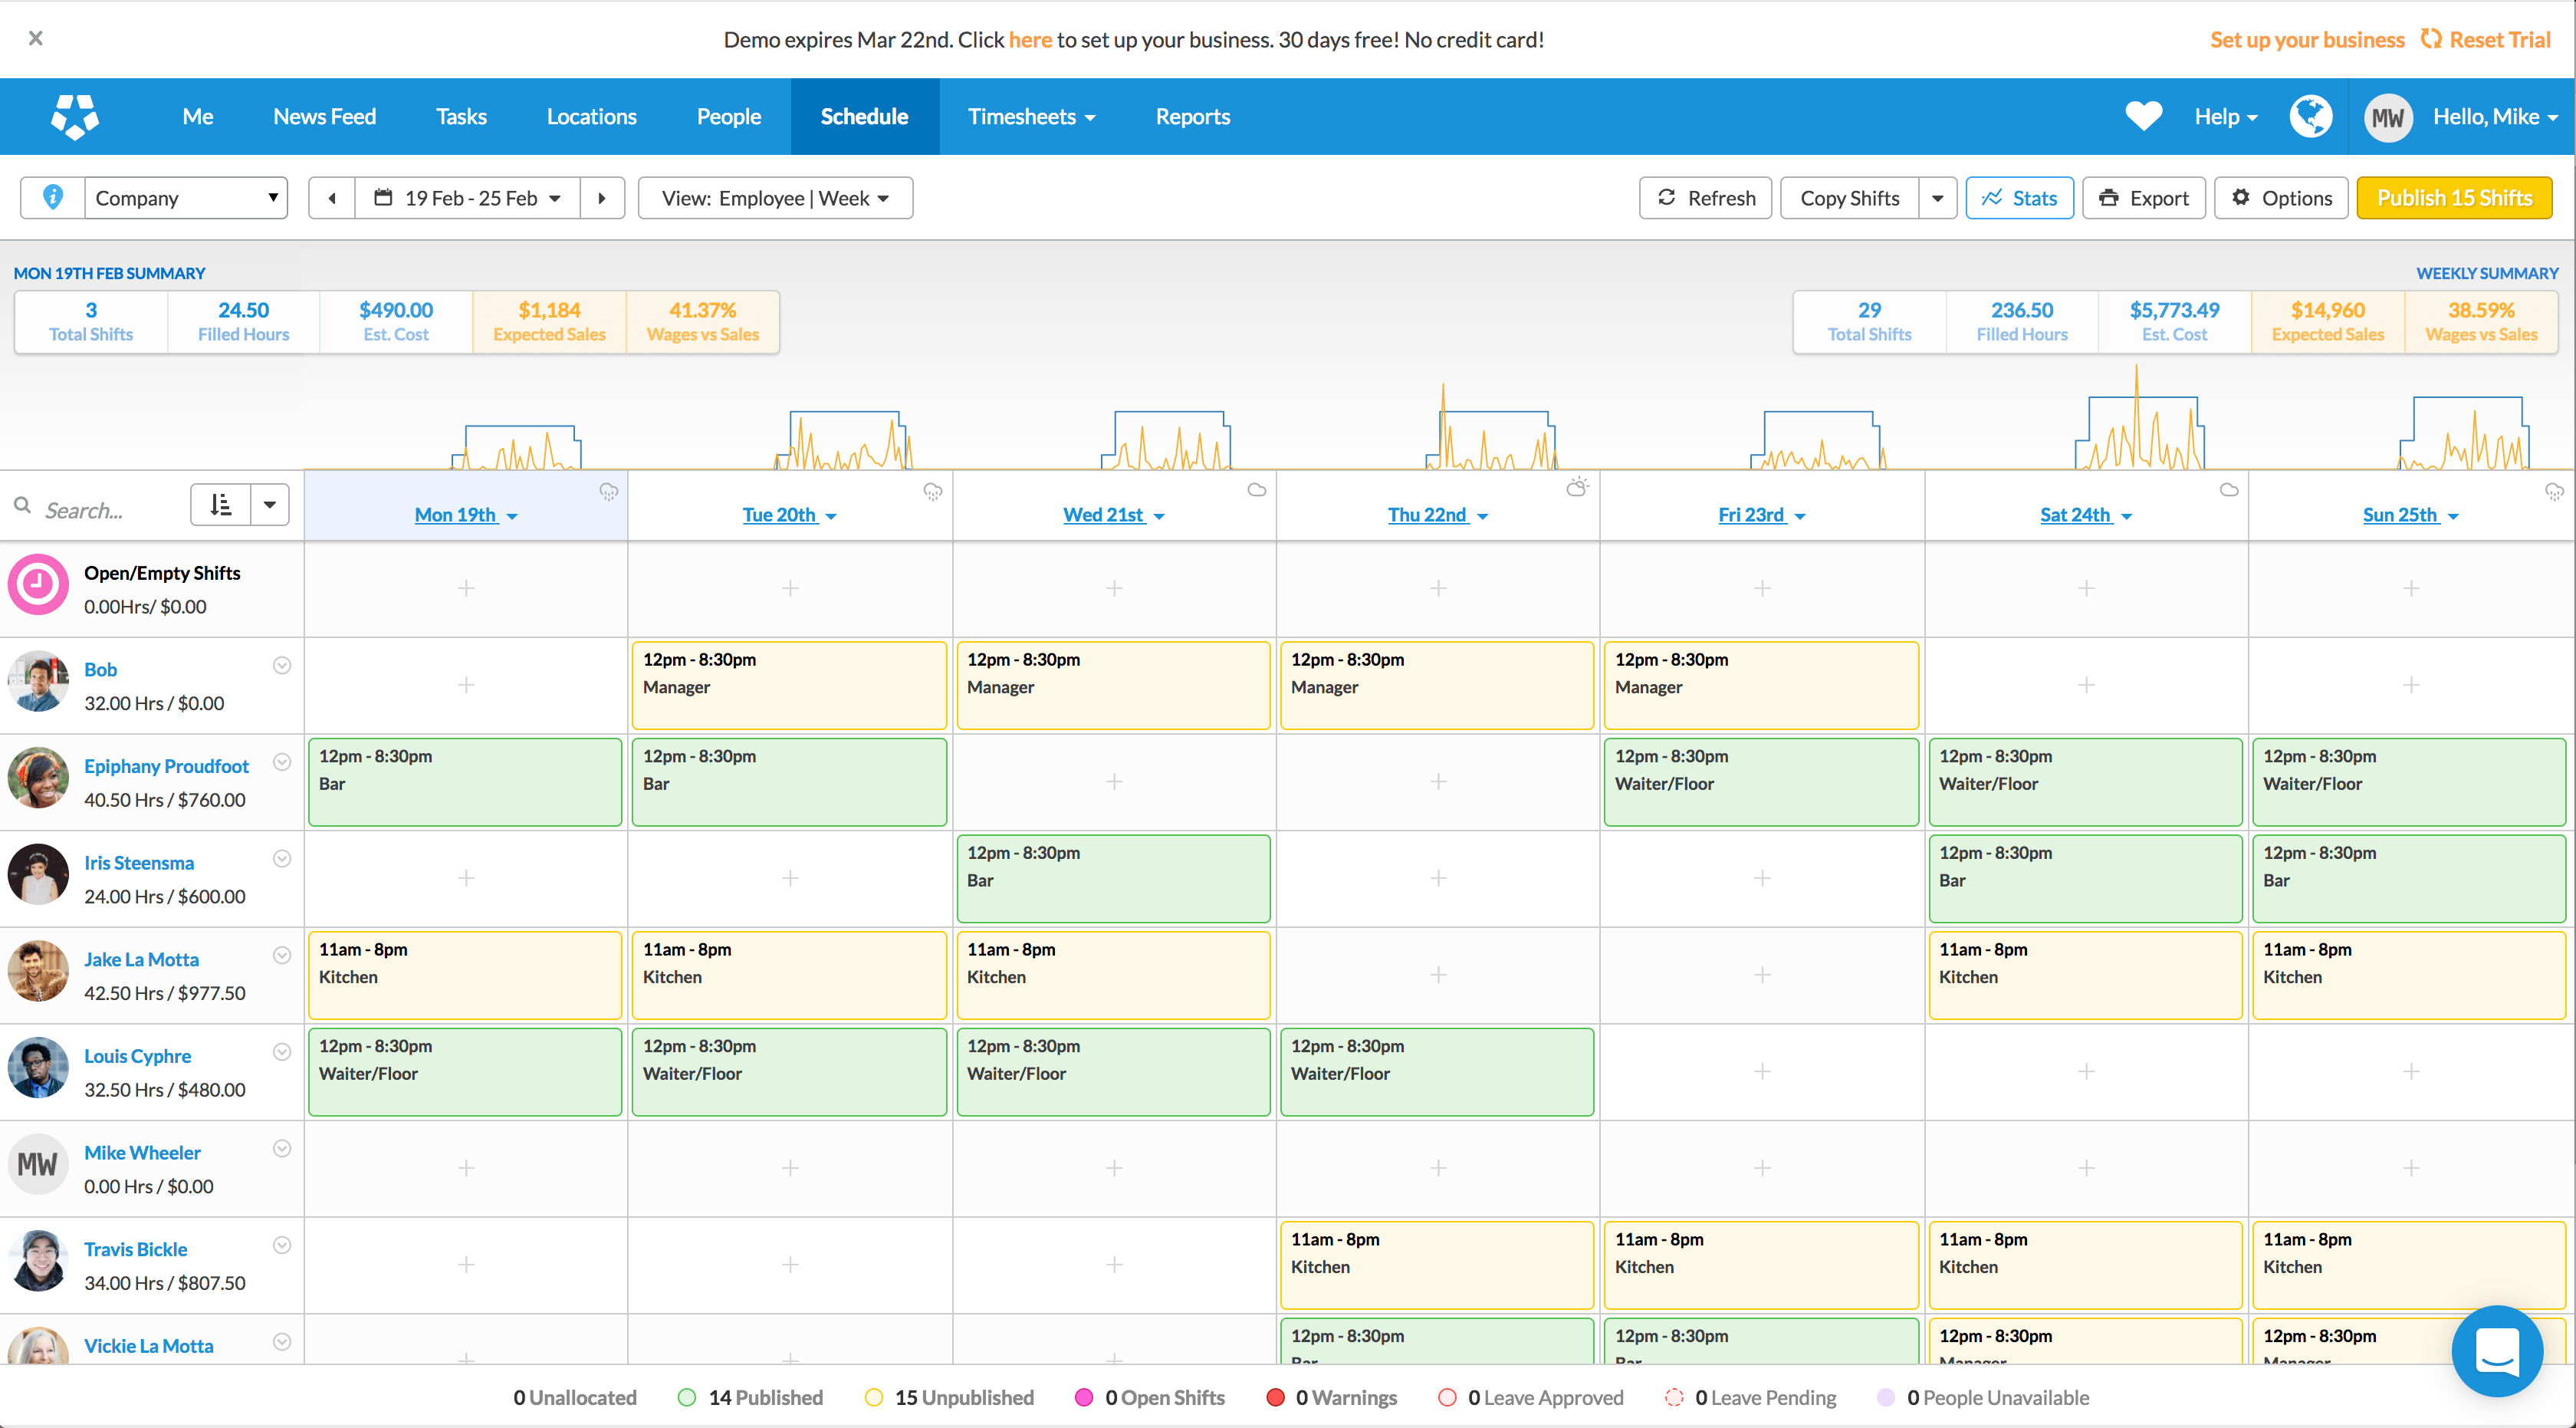 Demo expires Mar 22nd. Click here to set up your business. 30 days free! No credit card!
Set up your business Reset Trial
Me News Feed Tasks Locations People Schedule Timesheets Reports Help MW Hello, Mike
Company 19 Feb - 25 Feb View: Employee | Week Refresh Copy Shifts Stats Export Options Publish 15 Shifts
MON 19TH FEB SUMMARY WEEKLY SUMMARY
3 24.50 $490.00 $1,184 41.37% 29 236.50 $5,773.49 $14,960 38.59%
Total Shifts Filled Hours Est. Cost Expected Sales Wages vs Sales Total Shifts Filled Hours Est. Cost Expected Sales Wages vs Sales
Search... Mon 19th Tue 20th Wed 21st Thu 22nd Fri 23rd Sat 24th Sun 25th
Open/Empty Shifts
0.00Hrs/ $0.00
Bob 12pm - 8:30pm 12pm - 8:30pm 12pm - 8:30pm 12pm - 8:30pm
32.00 Hrs / $0.00 Manager Manager Manager Manager
Epiphany Proudfoot 12pm - 8:30pm 12pm - 8:30pm 12pm - 8:30pm 12pm - 8:30pm 12pm - 8:30pm
40.50 Hrs / $760.00 Bar Bar Waiter/Floor Waiter/Floor Waiter/Floor
Iris Steensma 12pm - 8:30pm 12pm - 8:30pm 12pm - 8:30pm
24.00 Hrs / $600.00 Bar Bar Bar
Jake La Motta 11am - 8pm 11am - 8pm 11am - 8pm 11am - 8pm 11am - 8pm
42.50 Hrs / $977.50 Kitchen Kitchen Kitchen Kitchen Kitchen
Louis Cyphre 12pm - 8:30pm 12pm - 8:30pm 12pm - 8:30pm 12pm - 8:30pm
32.50 Hrs / $480.00 Waiter/Floor Waiter/Floor Waiter/Floor Waiter/Floor
MW Mike Wheeler
0.00 Hrs / $0.00
Travis Bickle 11am - 8pm 11am - 8pm 11am - 8pm 11am - 8pm
34.00 Hrs / $807.50 Kitchen Kitchen Kitchen Kitchen
Vickie La Motta 12pm - 8:30pm 12pm - 8:30pm 12pm - 8:30pm 12pm - 8:30pm
Bar Bar Manager Manager
0 Unallocated 14 Published 15 Unpublished 0 Open Shifts 0 Warnings 0 Leave Approved 0 Leave Pending 0 People Unavailable